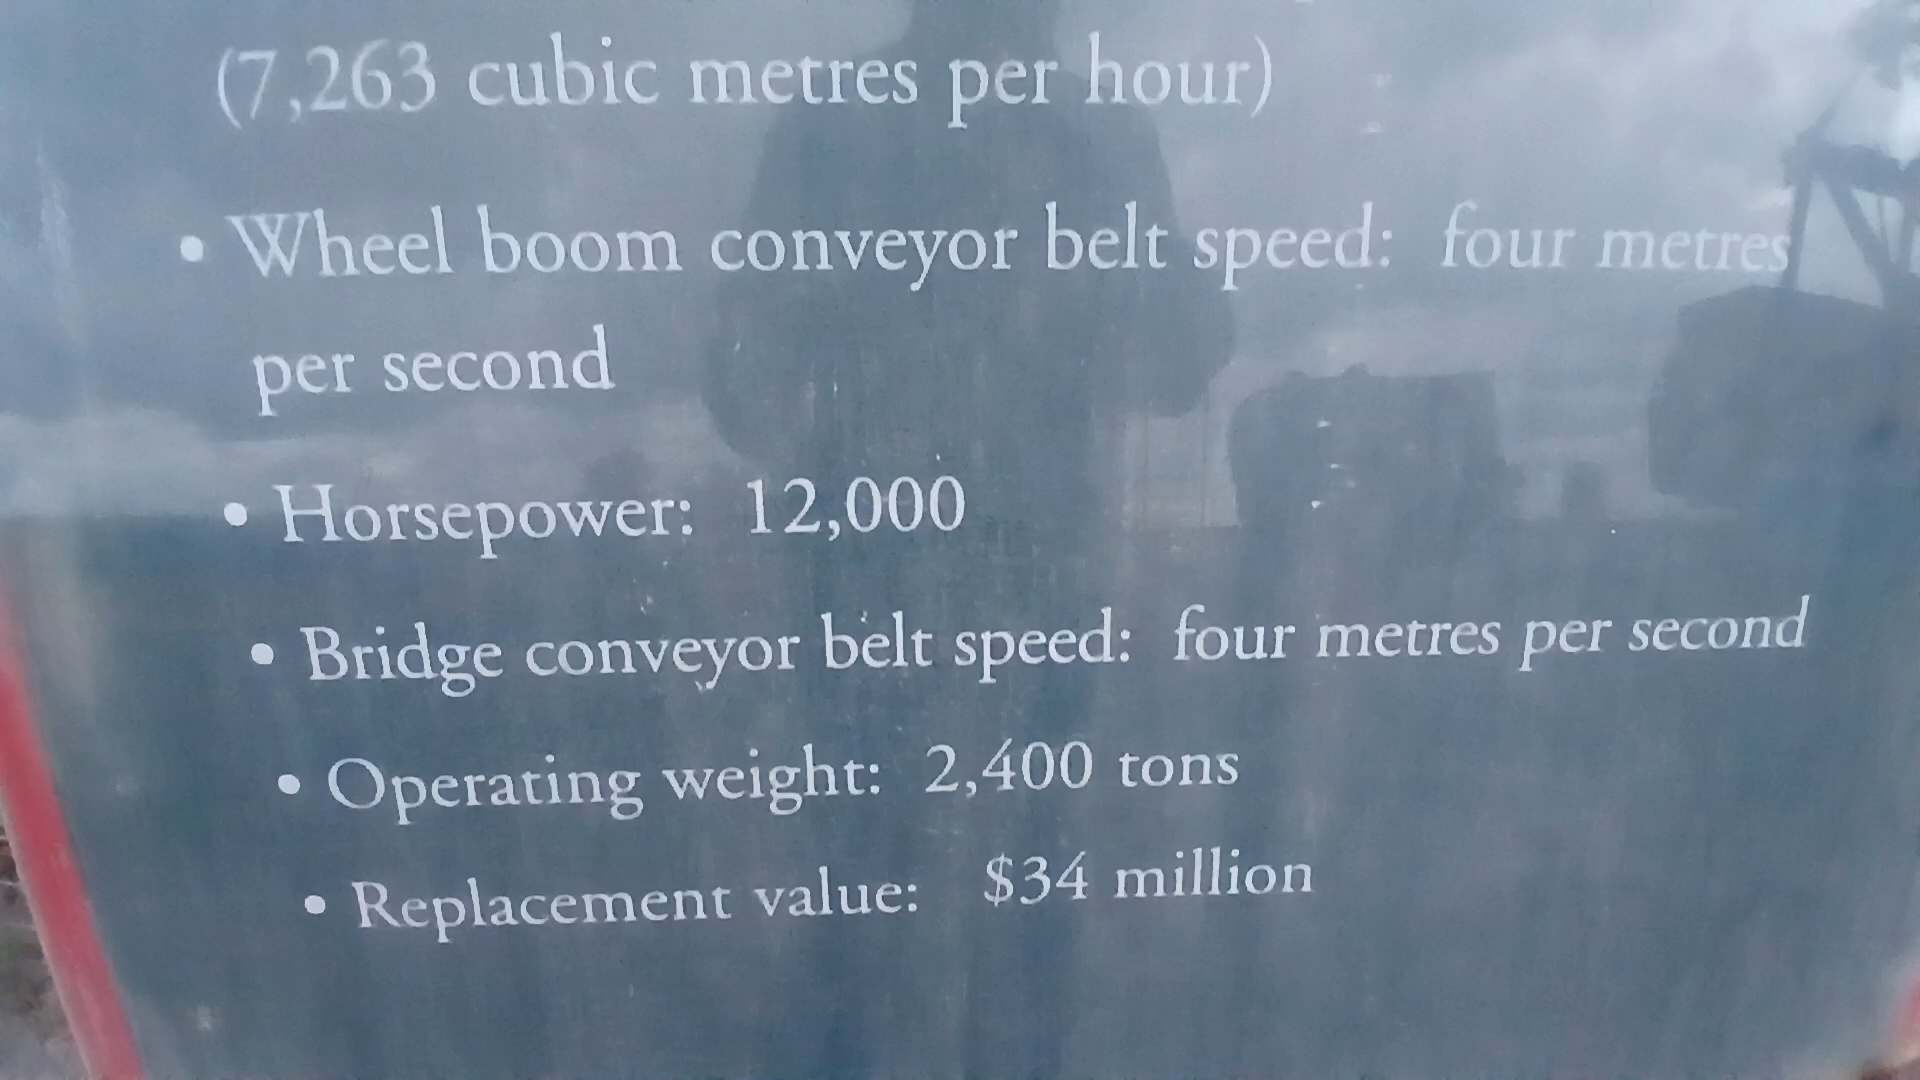 (7,263 cubic metres per hour)
• Wheel boom conveyor belt speed: four metres
per second
• Horsepower: 12,000
• Bridge conveyor belt speed: four metres per second
• Operating weight: 2,400 tons
• Replacement value: $34 million